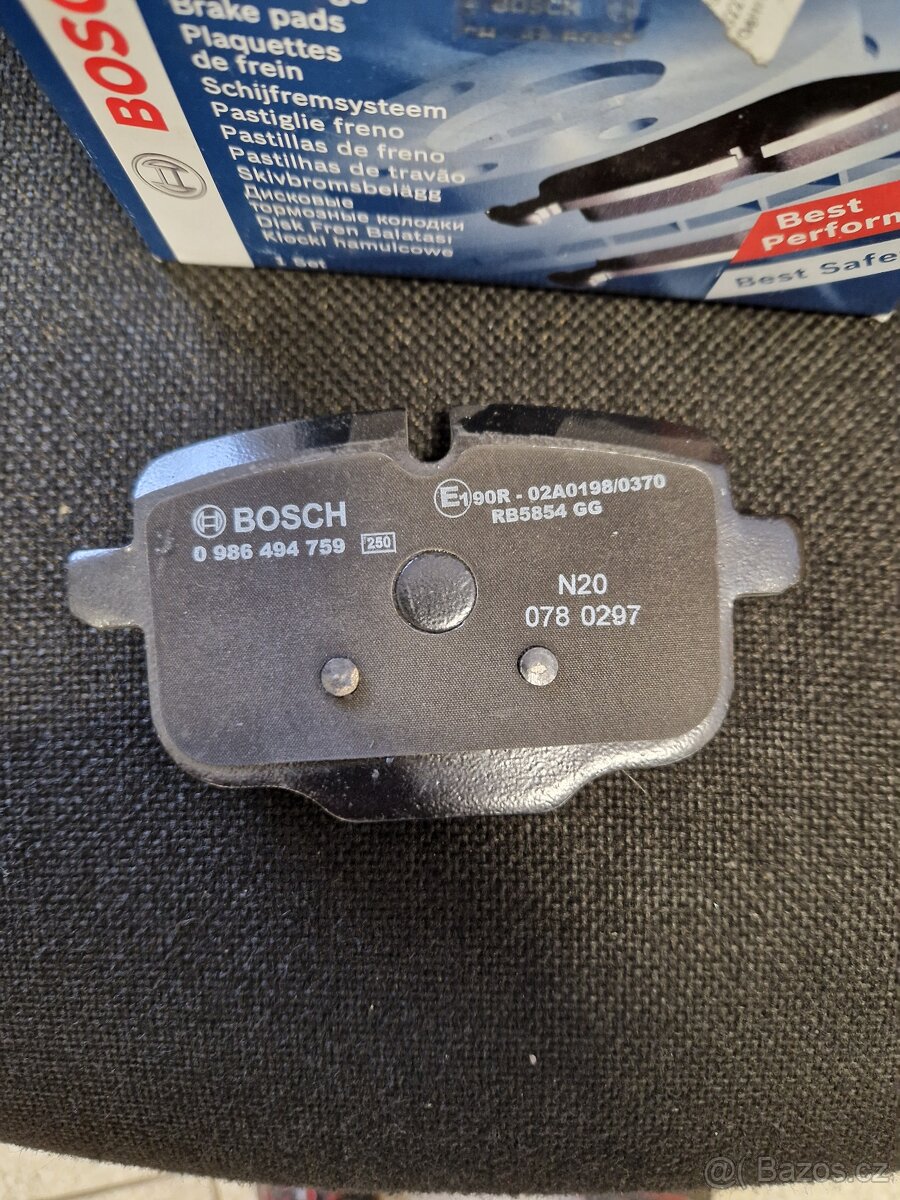 BOSC
Brake pads
Plaquettes
de frein
Schijfremsysteem
Pastiglie freno
Pastillas de freno
Pastilhas de travão
Skivbromsbelägg
Дисковые
тормозные колодки
Disk Fren Balatası
Klocki hamulcowe
1 Set
BOSCH
Best
Perform
Best Safe
BOSCH
0 986 494 759 250
E1 90R - 02A0198/0370
RB5854 GG
N20
078 0297
@ Bazos.cz